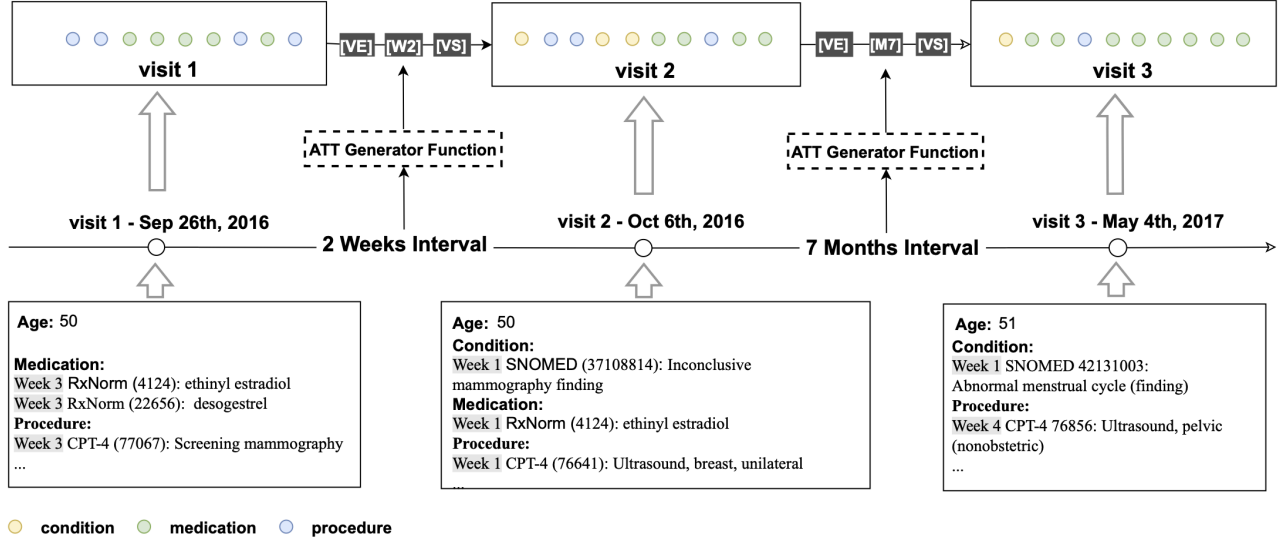 [VE] [W2] [VS]
[VE] [M7] [VS]
visit 1
visit 2
visit 3
ATT Generator Function
ATT Generator Function
visit 1 - Sep 26th, 2016
visit 2 - Oct 6th, 2016
visit 3 - May 4th, 2017
2 Weeks Interval
7 Months Interval
Age: 50
Medication:
Week 3 RxNorm (4124): ethinyl estradiol
Week 3 RxNorm (22656): desogestrel
Procedure:
Week 3 CPT-4 (77067): Screening mammography
...
Age: 50
Condition:
Week 1 SNOMED (37108814): Inconclusive
mammography finding
Medication:
Week 1 RxNorm (4124): ethinyl estradiol
Procedure:
Week 1 CPT-4 (76641): Ultrasound, breast, unilateral
...
Age: 51
Condition:
Week 1 SNOMED 42131003:
Abnormal menstrual cycle (finding)
Procedure:
Week 4 CPT-4 76856: Ultrasound, pelvic
(nonobstetric)
...
condition medication procedure